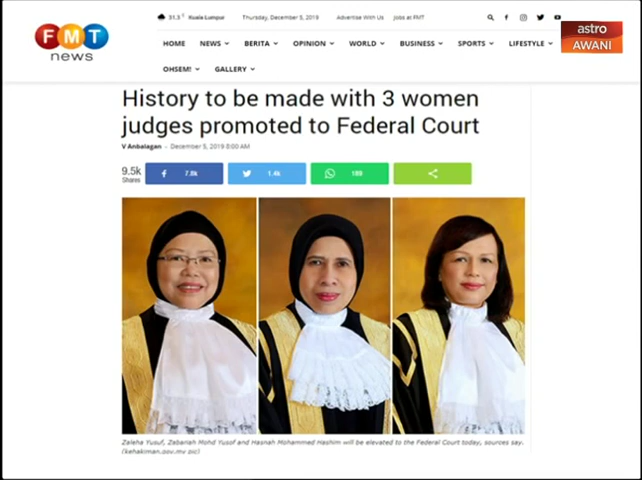 31.3 C Kuala Lumpur Thursday, December 5, 2019 Advertise With Us Jobs at FMT
FMT
news
astro
AWANI
HOME NEWS BERITA OPINION WORLD BUSINESS SPORTS LIFESTYLE
OHSEM! GALLERY
History to be made with 3 women
judges promoted to Federal Court
V Anbalagan - December 5, 2019 8:00 AM
9.5k
Shares
7.8k 1.4k 189
Zaleha Yusuf, Zabariah Mohd Yusof and Hasnah Mohammed Hashim will be elevated to the Federal Court today, sources say.
(kehakiman.gov.my pic)